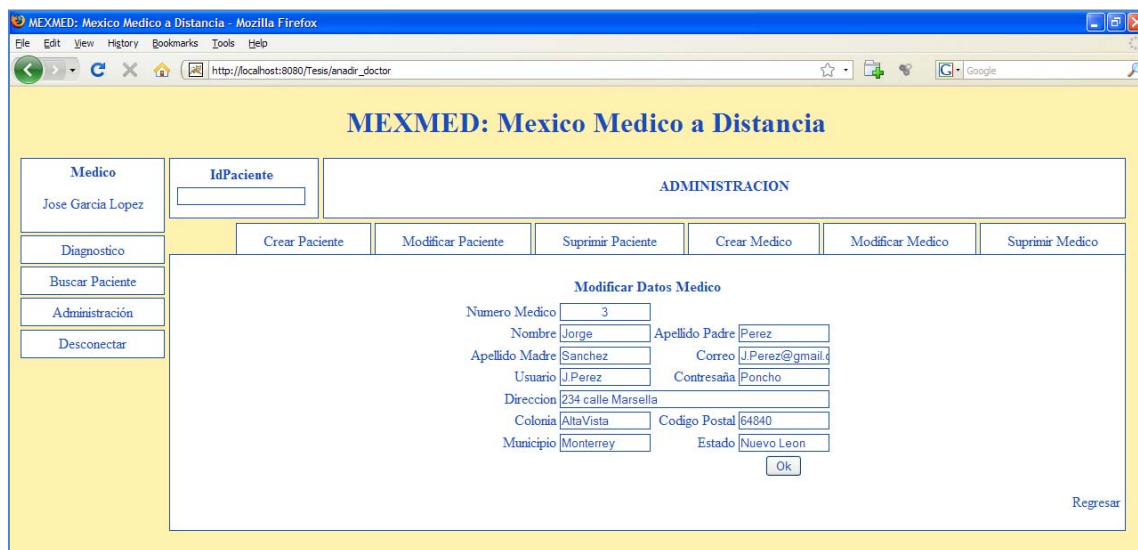 MEXMED: Mexico Medico a Distancia - Mozilla Firefox
File Edit View History Bookmarks Tools Help
http://localhost:8080/Tesis/anadir_doctor
G Google
MEXMED: Mexico Medico a Distancia
Medico
Jose Garcia Lopez
IdPaciente
ADMINISTRACION
Diagnostico
Buscar Paciente
Administración
Desconectar
Crear Paciente Modificar Paciente Suprimir Paciente Crear Medico Modificar Medico Suprimir Medico
Modificar Datos Medico
Numero Medico 3
Nombre Jorge Apellido Padre Perez
Apellido Madre Sanchez Correo J.Perez@gmail.c
Usuario J.Perez Contresaña Poncho
Direccion 234 calle Marsella
Colonia AltaVista Codigo Postal 64840
Municipio Monterrey Estado Nuevo Leon
Ok
Regresar